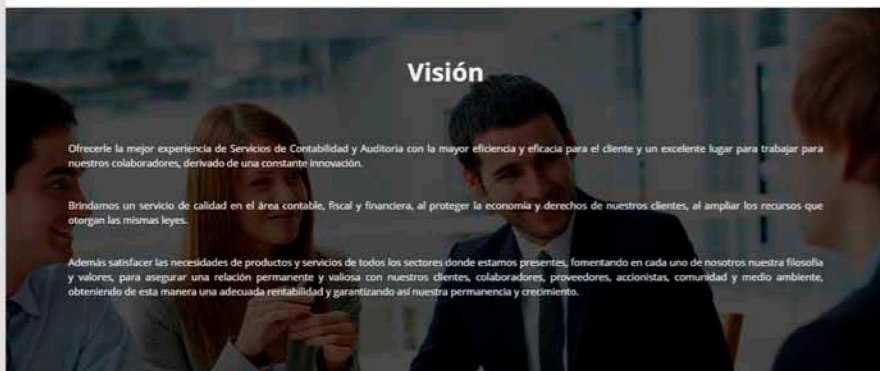 Visión
Ofrecerle la mejor experiencia de Servicios de Contabilidad y Auditoria con la mayor eficiencia y eficacia para el cliente y un excelente lugar para trabajar para
nuestros colaboradores, derivado de una constante innovación.
Brindamos un servicio de calidad en el área contable, fiscal y financiera, al proteger la economía y derechos de nuestros clientes, al ampliar los recursos que
otorgan las mismas leyes.
Además satisfacer las necesidades de productos y servicios de todos los sectores donde estamos presentes, fomentando en cada uno de nosotros nuestra filosofía
y valores, para asegurar una relación permanente y valiosa con nuestros clientes, colaboradores, proveedores, accionistas, comunidad y medio ambiente,
obteniendo de esta manera una adecuada rentabilidad y garantizando así nuestra permanencia y crecimiento.